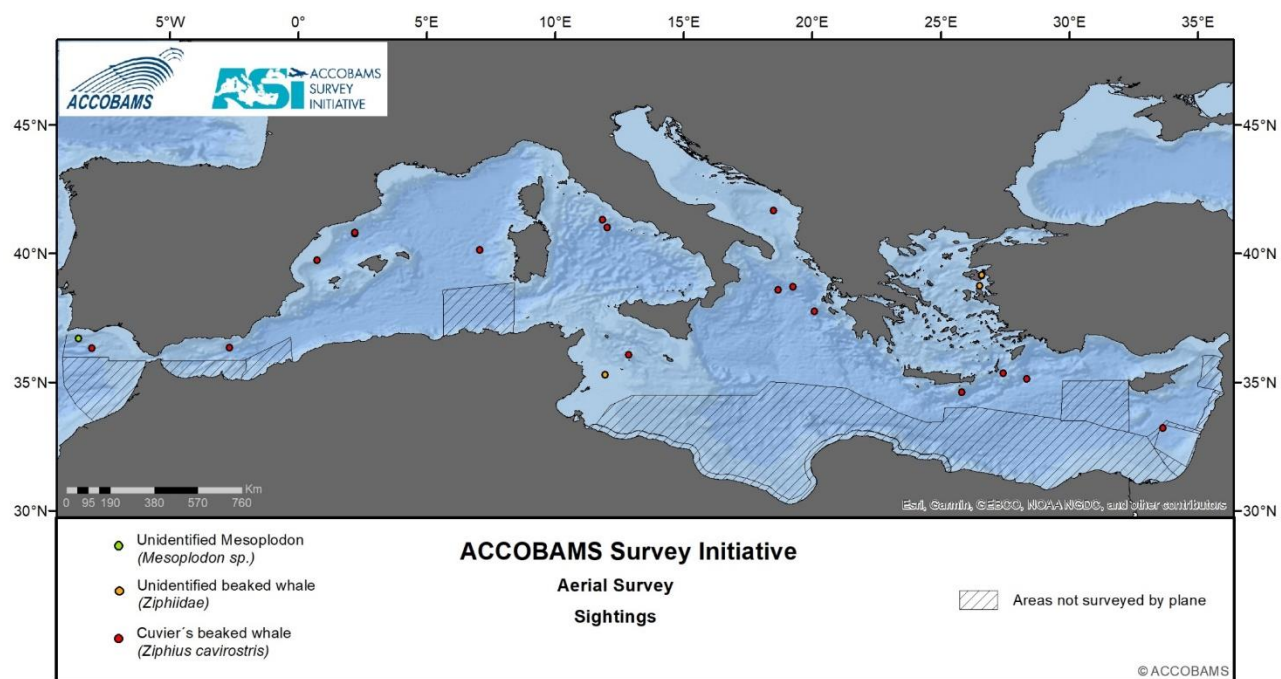 5°W 0° 5°E 10°E 15°E 20°E 25°E 30°E 35°E
ACCOBAMS
ASI ACCOBAMS
SURVEY
INITIATIVE
45°N 45°N
40°N 40°N
35°N 35°N
30°N 30°N
Km
0 95 190 380 570 760
Esri, Garmin, GEBCO, NOAA NGDC, and other contributors
Unidentified Mesoplodon
(Mesoplodon sp.)
Unidentified beaked whale
(Ziphiidae)
Cuvier´s beaked whale
(Ziphius cavirostris)
ACCOBAMS Survey Initiative
Aerial Survey
Sightings
Areas not surveyed by plane
© ACCOBAMS